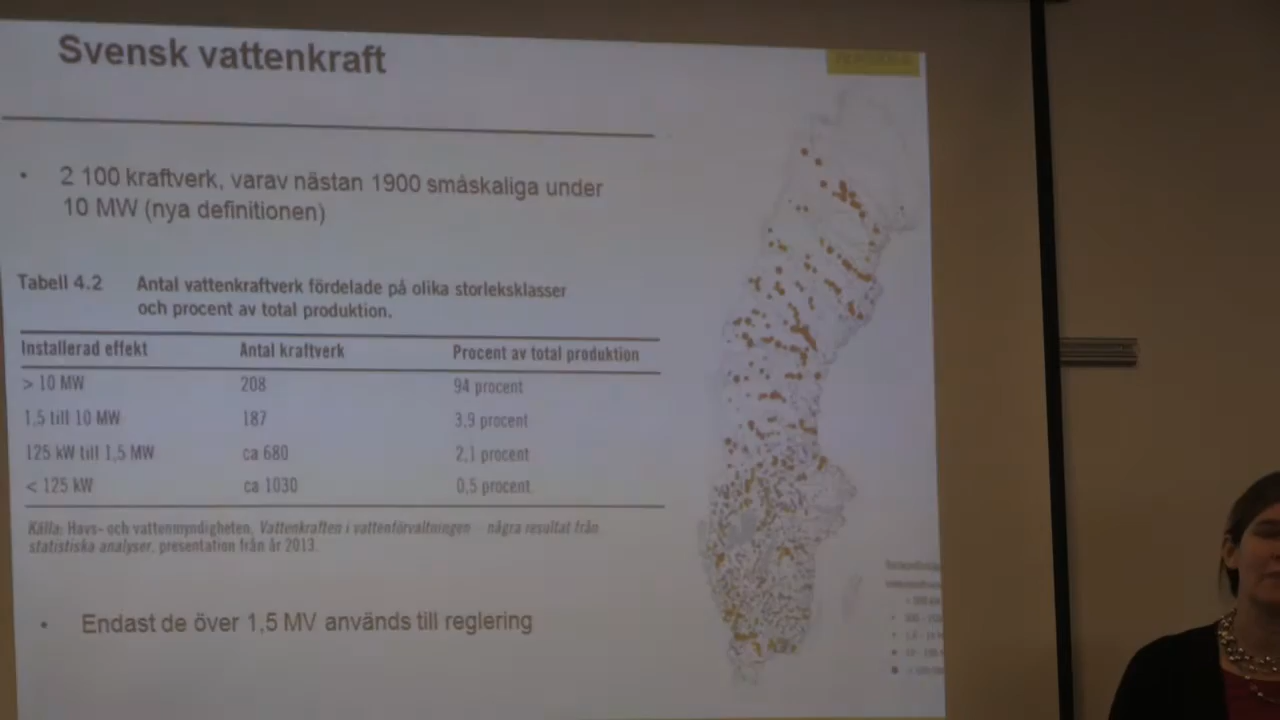 Svensk vattenkraft
• 2 100 kraftverk, varav nästan 1900 småskaliga under
10 MW (nya definitionen)
Tabell 4.2 Antal vattenkraftverk fördelade på olika storleksklasser
och procent av total produktion.
Installerad effekt Antal kraftverk Procent av total produktion
> 10 MW 208 94 procent
1,5 till 10 MW 187 3,9 procent
125 kW till 1,5 MW ca 680 2,1 procent
< 125 kW ca 1030 0,5 procent
Källa: Havs- och vattenmyndigheten, Vattenkraften i vattenförvaltningen – några resultat från
statistiska analyser, presentation från år 2013.
• Endast de över 1,5 MV används till reglering